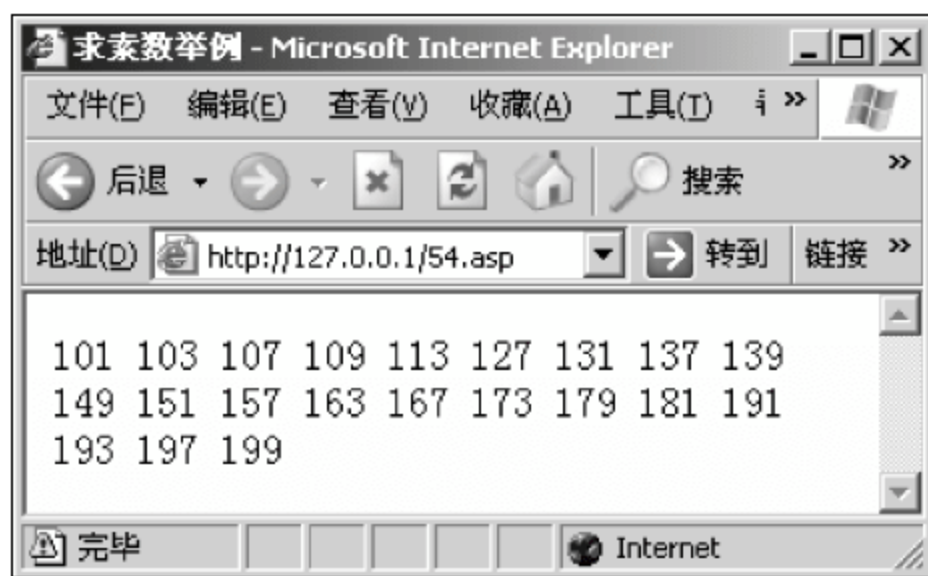 求素数举例 - Microsoft Internet Explorer
文件(F) 编辑(E) 查看(V) 收藏(A) 工具(T) »
后退 搜索 »
地址(D) http://127.0.0.1/54.asp 转到 链接 »
101 103 107 109 113 127 131 137 139
149 151 157 163 167 173 179 181 191
193 197 199
完毕 Internet